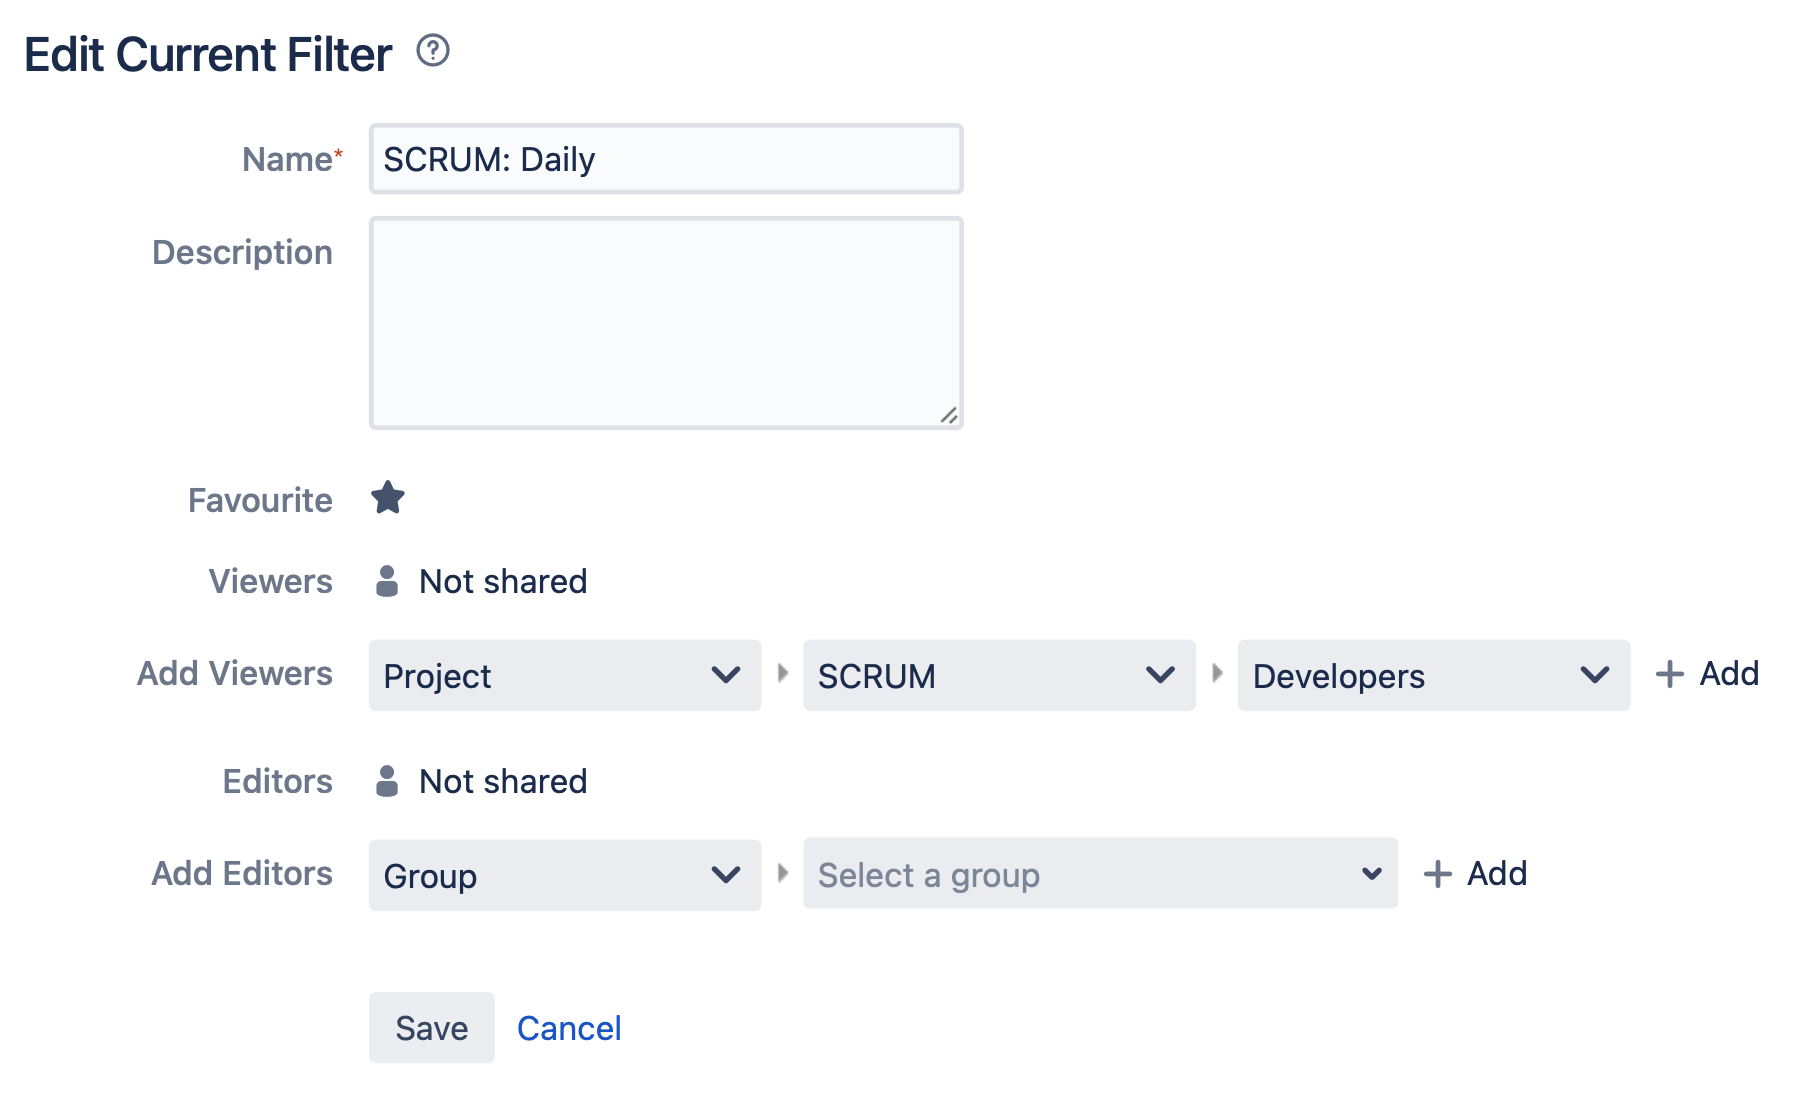 Edit Current Filter ?
Name* SCRUM: Daily
Description
Favourite
Viewers Not shared
Add Viewers Project SCRUM Developers + Add
Editors Not shared
Add Editors Group Select a group + Add
Save Cancel